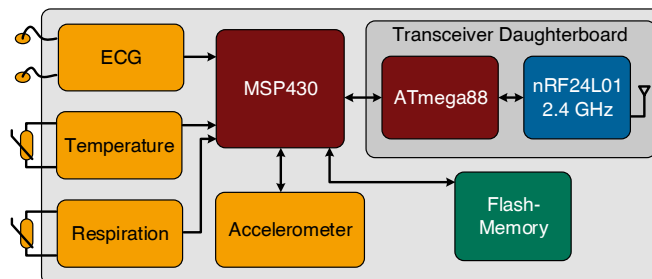 Transceiver Daughterboard
ECG
MSP430
ATmega88
nRF24L01
2.4 GHz
Temperature
Respiration
Accelerometer
Flash-
Memory